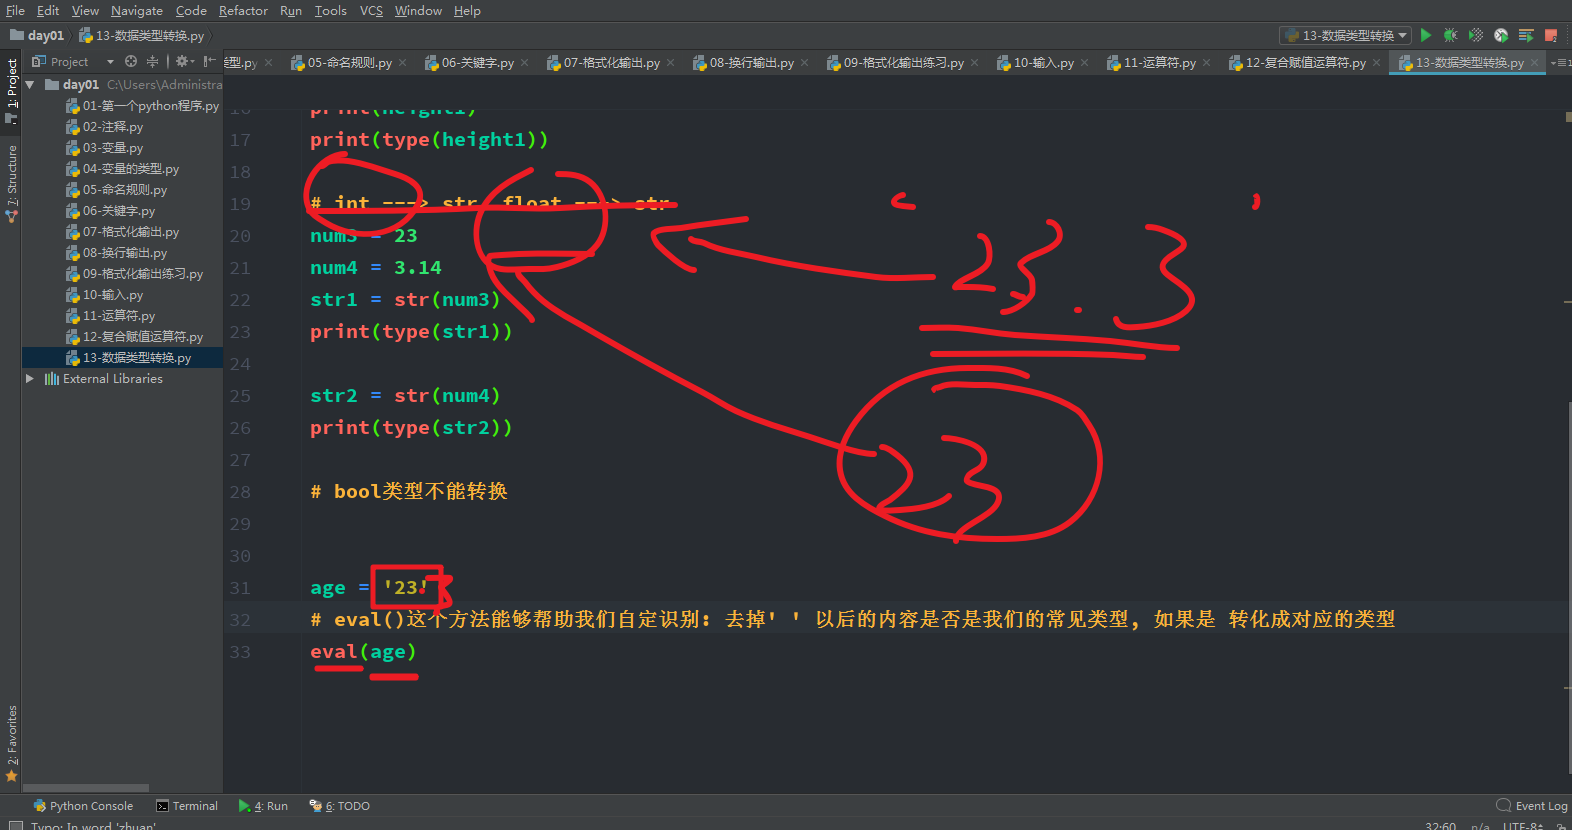 File Edit View Navigate Code Refactor Run Tools VCS Window Help
day01 13-数据类型转换.py 13-数据类型转换
Project 类型.py 05-命名规则.py 06-关键字.py 07-格式化输出.py 08-换行输出.py 09-格式化输出练习.py 10-输入.py 11-运算符.py 12-复合赋值运算符.py 13-数据类型转换.py
1: Project
7: Structure
2: Favorites
day01 C:\Users\Administra
01-第一个python程序.py
02-注释.py
03-变量.py
04-变量的类型.py
05-命名规则.py
06-关键字.py
07-格式化输出.py
08-换行输出.py
09-格式化输出练习.py
10-输入.py
11-运算符.py
12-复合赋值运算符.py
13-数据类型转换.py
External Libraries
16 print(height1)
17 print(type(height1))
18
19 # int ===> str float ===> str
20 num3 = 23
21 num4 = 3.14
22 str1 = str(num3)
23 print(type(str1))
24
25 str2 = str(num4)
26 print(type(str2))
27
28 # bool类型不能转换
29
30
31 age = '23'
32 # eval()这个方法能够帮助我们自定识别: 去掉' ' 以后的内容是否是我们的常见类型, 如果是 转化成对应的类型
33 eval(age)
' 23.3 '
23
Python Console Terminal 4: Run 6: TODO Event Log
Typo: In word 'zhuan' 32:60 n/a UTF-8